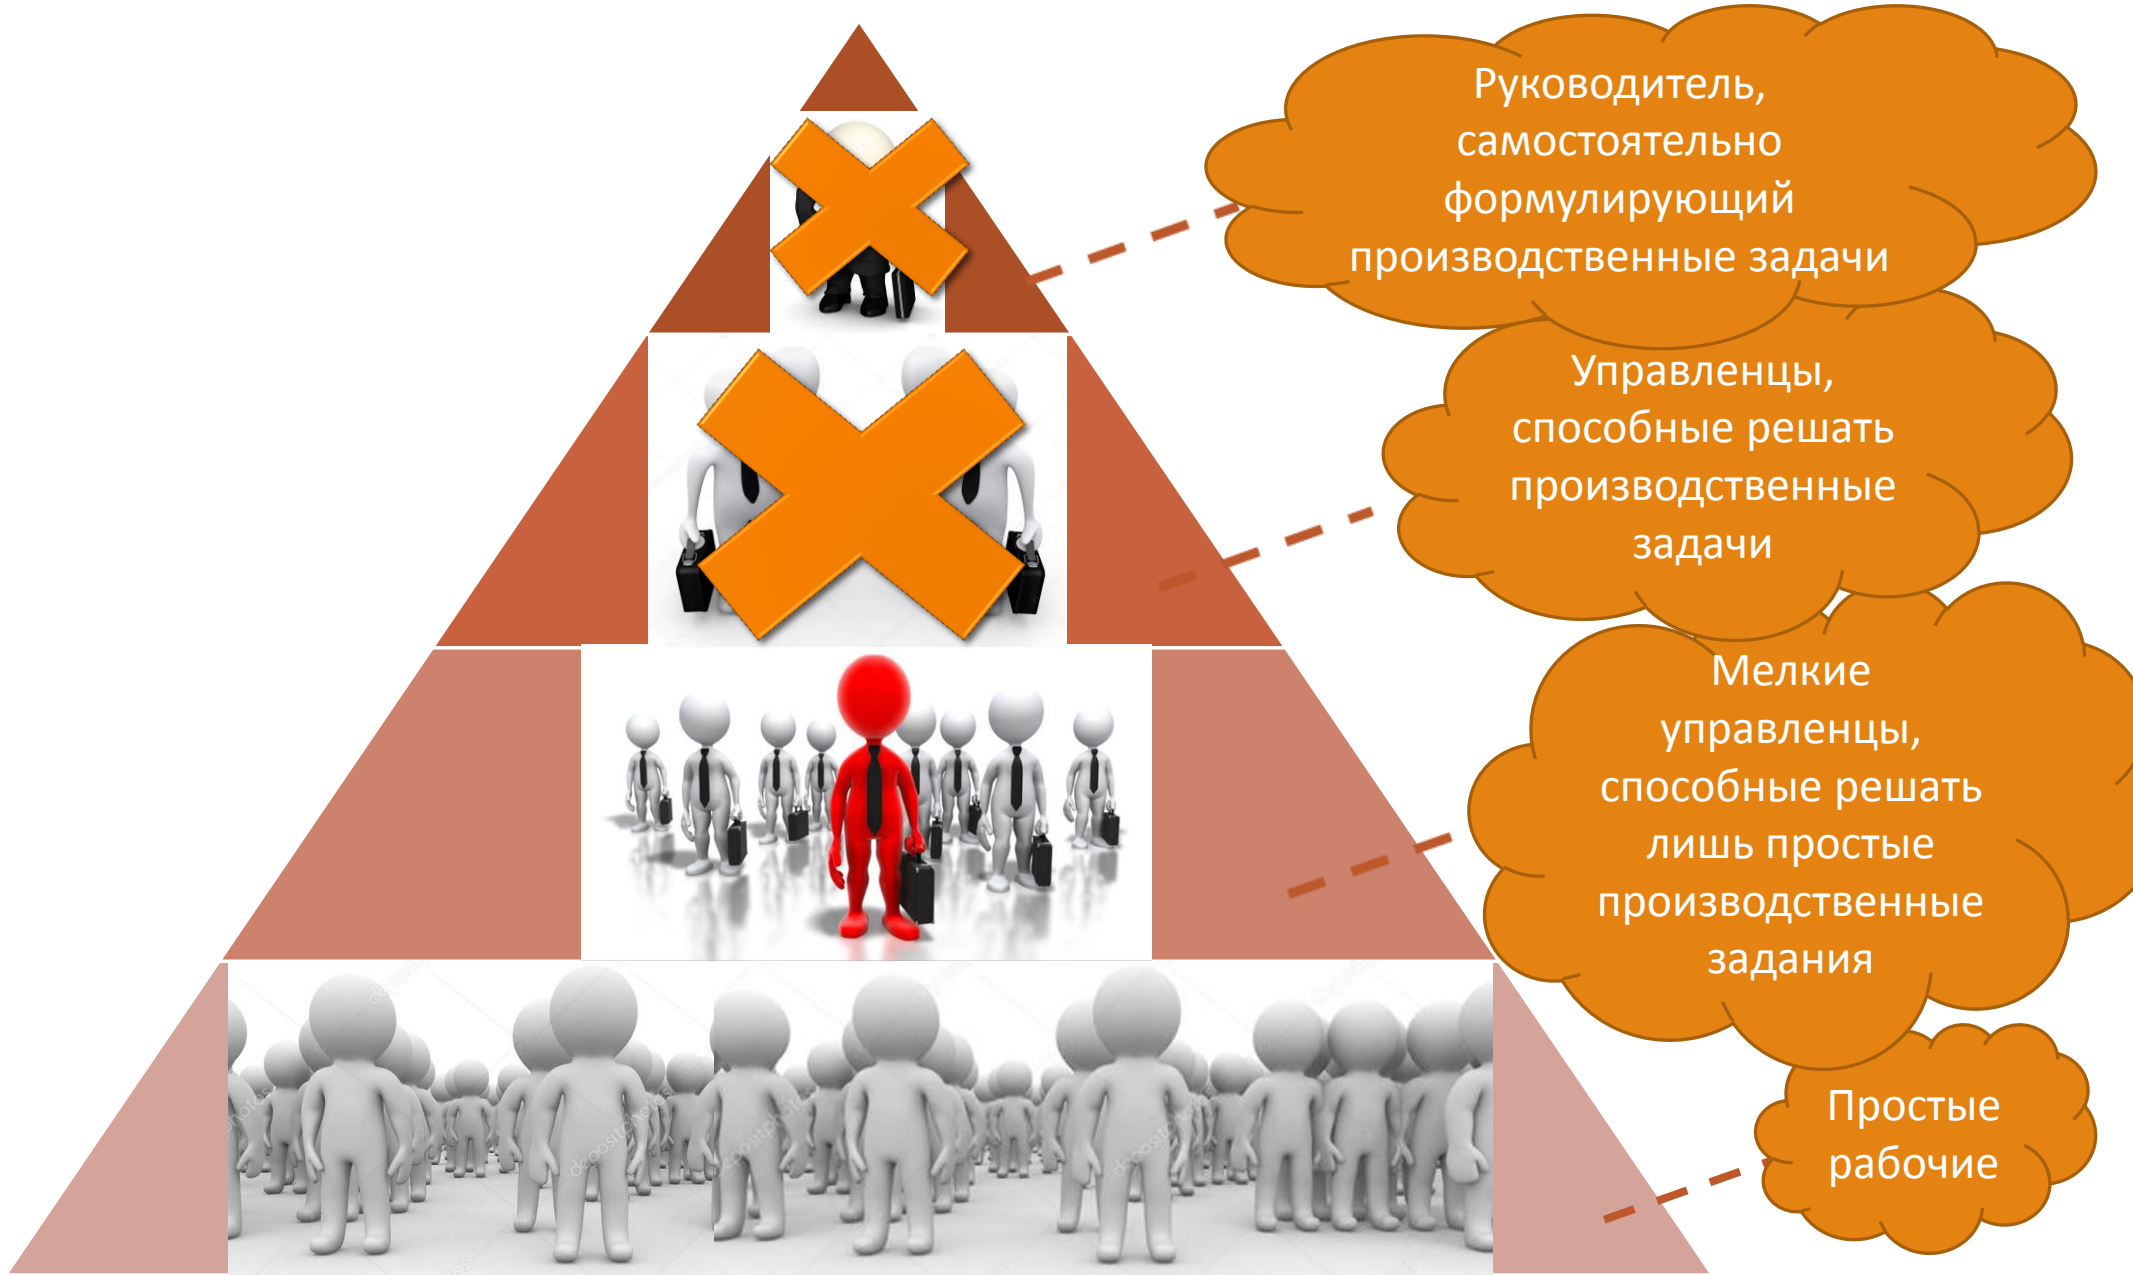 Руководитель,
самостоятельно
формулирующий
производственные задачи
Управленцы,
способные решать
производственные
задачи
Мелкие
управленцы,
способные решать
лишь простые
производственные
задания
Простые
рабочие